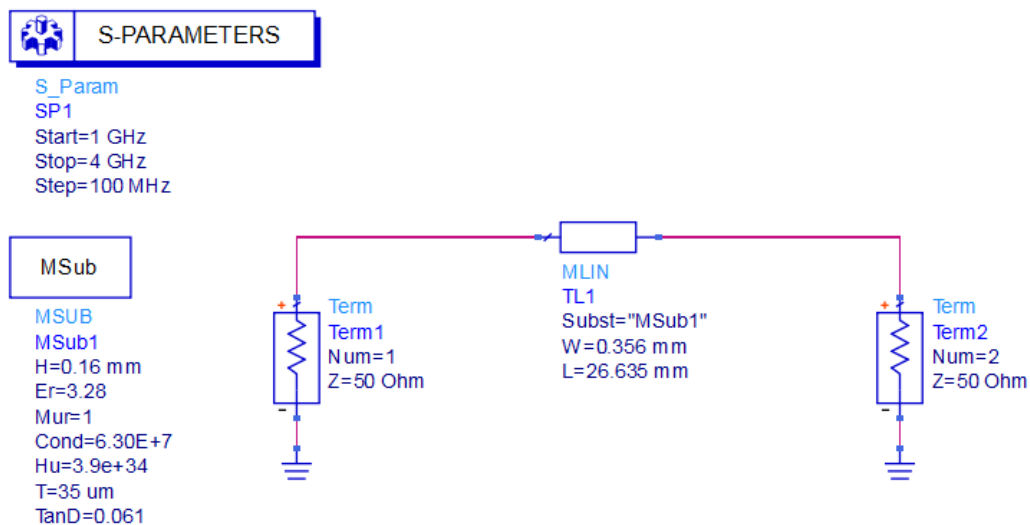 S-PARAMETERS
S_Param
SP1
Start=1 GHz
Stop=4 GHz
Step=100 MHz
MSub
MSUB
MSub1
H=0.16 mm
Er=3.28
Mur=1
Cond=6.30E+7
Hu=3.9e+34
T=35 um
TanD=0.061
+
Term
Term1
Num=1
Z=50 Ohm
-
MLIN
TL1
Subst="MSub1"
W=0.356 mm
L=26.635 mm
+
Term
Term2
Num=2
Z=50 Ohm
-